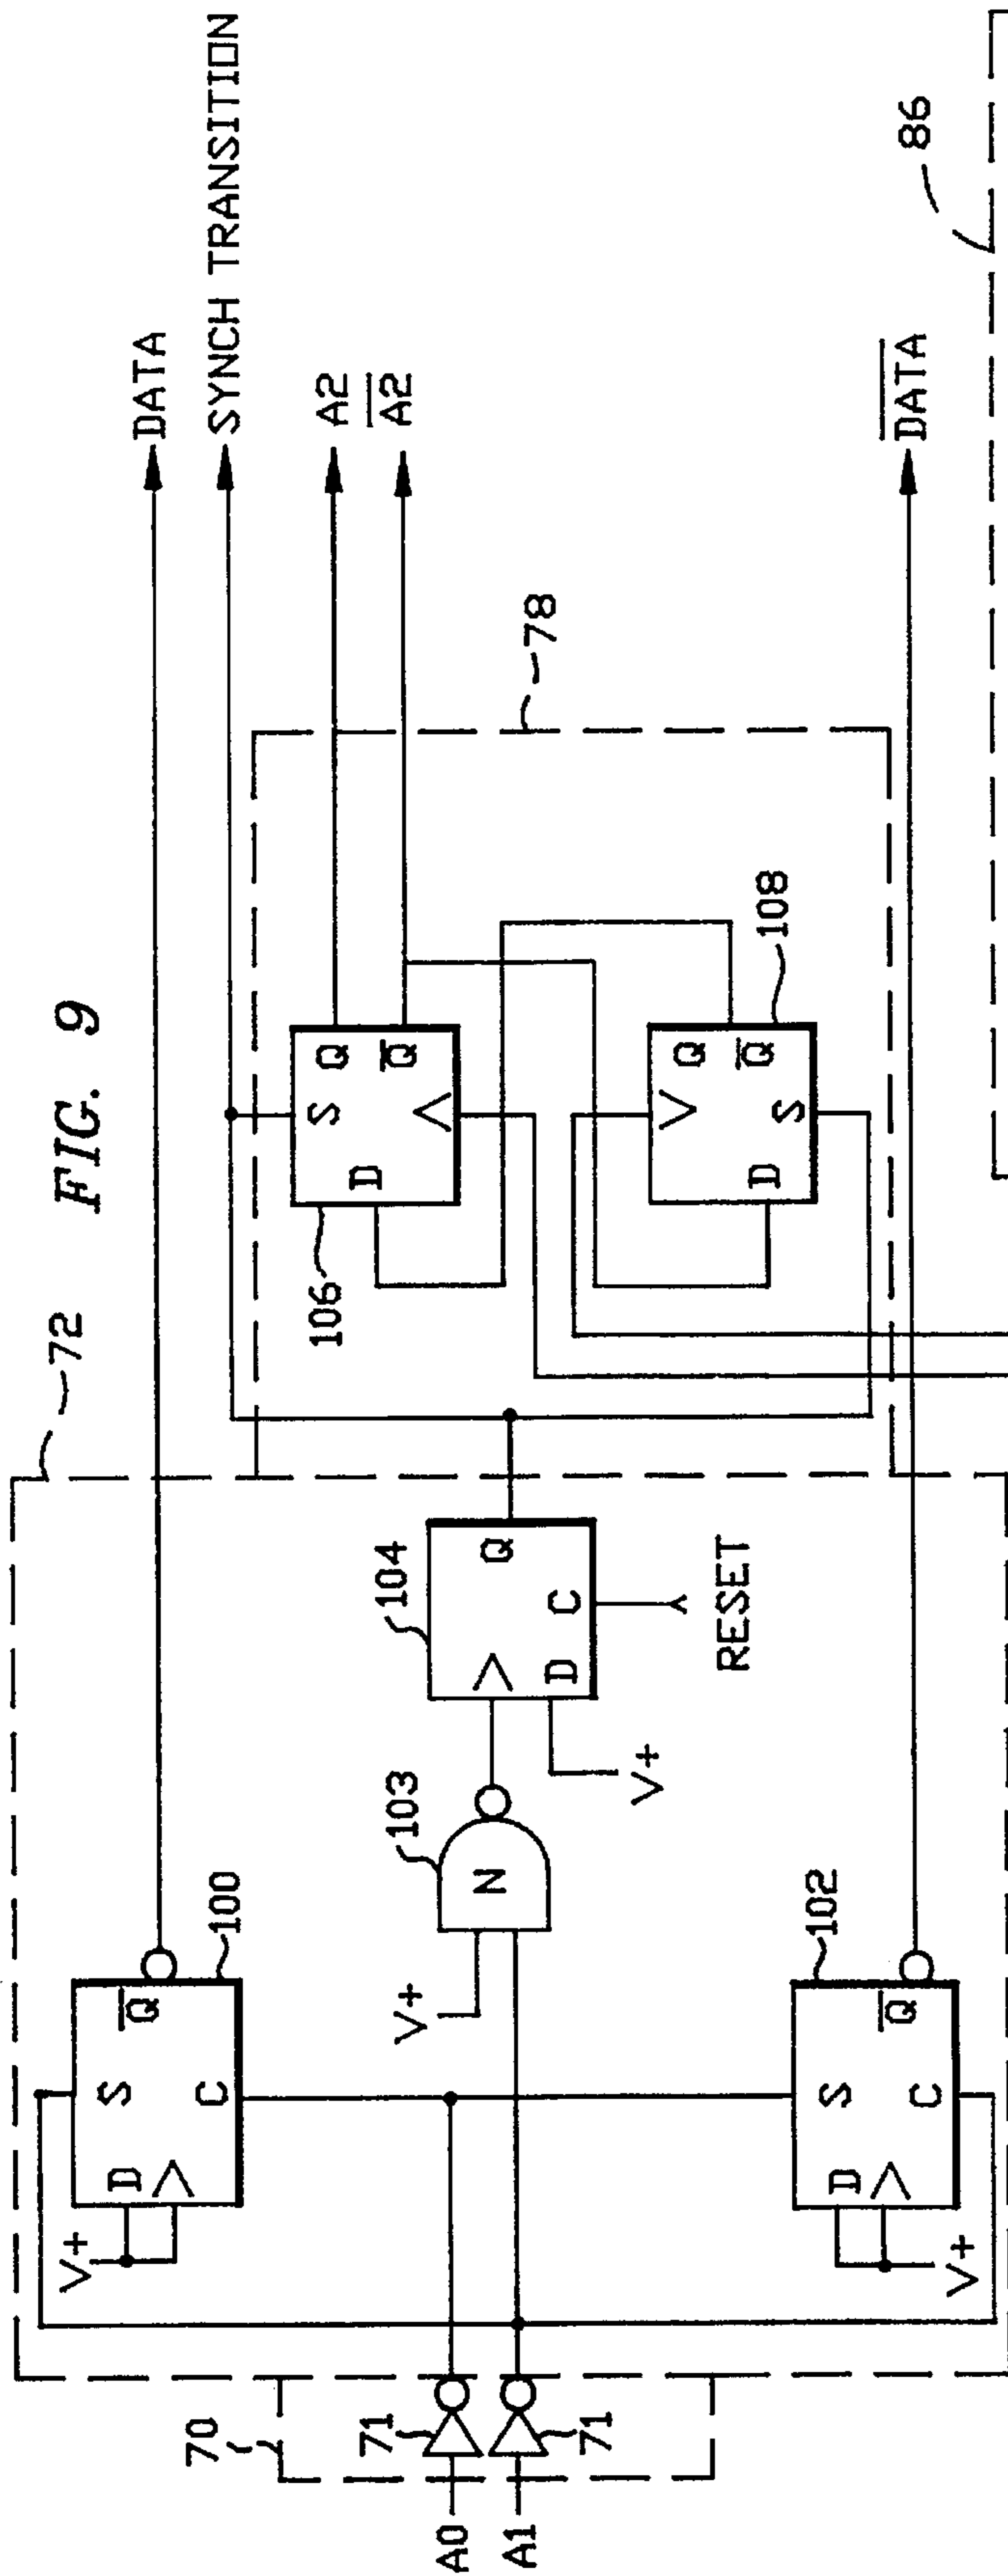 FIG. 9
72
DATA
SYNCH TRANSITION
A2
A2
78
DATA
86
106
S
Q
Q
D
108
Q
Q
D
S
104
Q
D
C
RESET
V+
103
N
V+
100
Q
S
D
C
V+
102
S
Q
D
C
V+
70
71
71
A0
A1